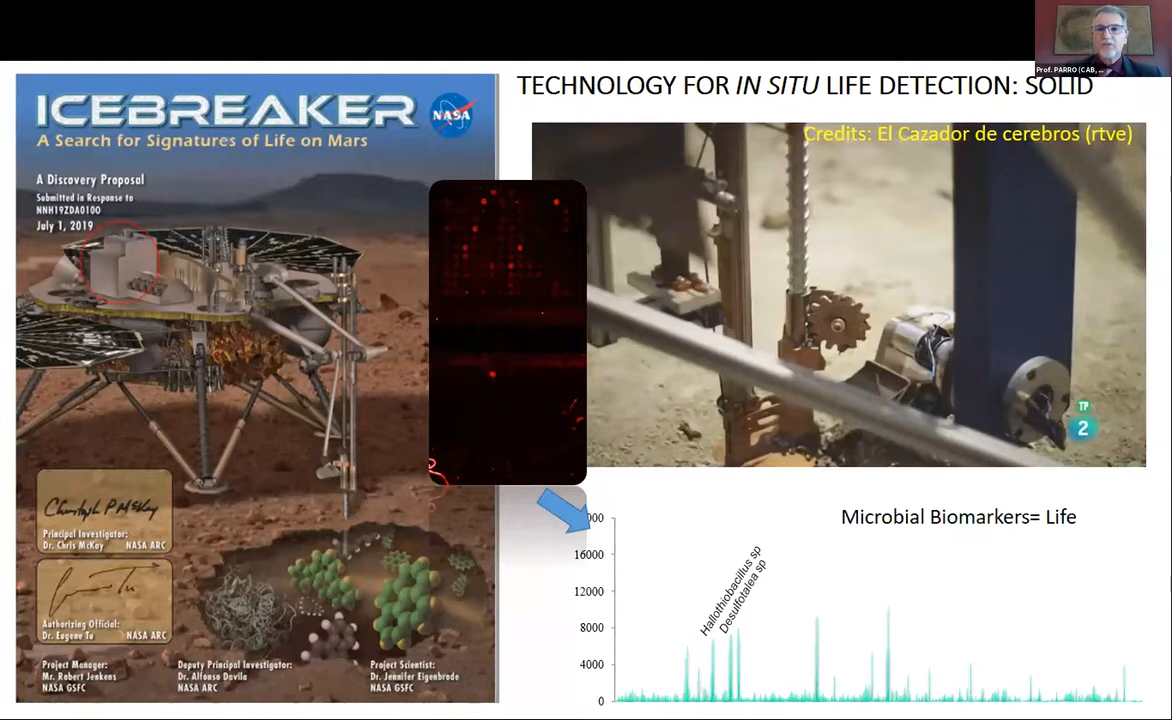 Prof. PARRO (CAB, ...
TECHNOLOGY FOR IN SITU LIFE DETECTION: SOLID
ICEBREAKER
NASA
A Search for Signatures of Life on Mars
A Discovery Proposal
Submitted in Response to
NNH19ZDA010O
July 1, 2019
Credits: El Cazador de cerebros (rtve)
TP
2
Christoph P McKay
Principal Investigator:
Dr. Chris McKay NASA ARC
Authorizing Official:
Dr. Eugene Tu NASA ARC
Project Manager:
Mr. Robert Jenkens
NASA GSFC
Deputy Principal Investigator:
Dr. Alfonso Davila
NASA ARC
Project Scientist:
Dr. Jennifer Eigenbrode
NASA GSFC
Microbial Biomarkers= Life
Halothiobacillus sp
Desulfotalea sp
16000
12000
8000
4000
0